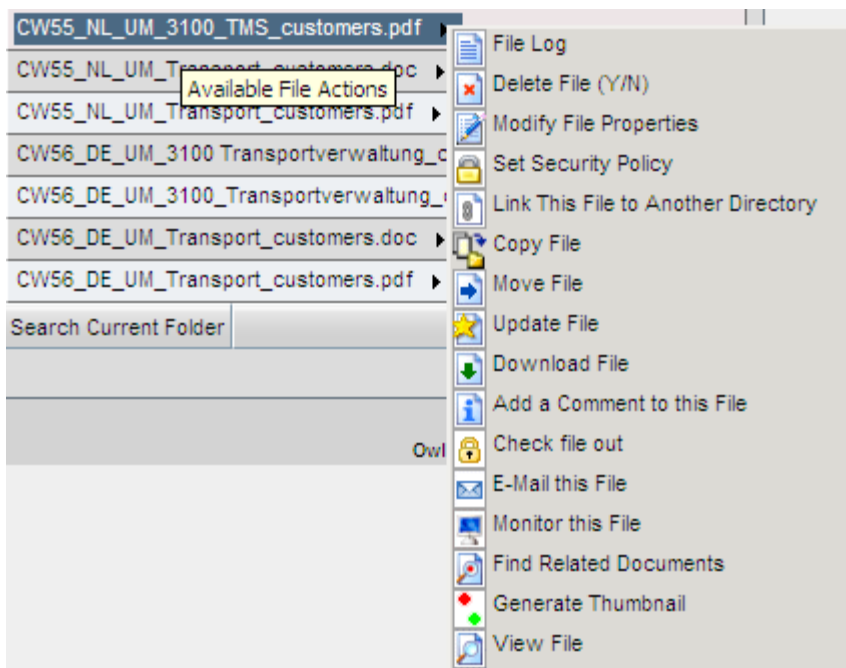 CW55_NL_UM_3100_TMS_customers.pdf
CW55_NL_UM_Transport_customers.doc
Available File Actions
CW55_NL_UM_Transport_customers.pdf
CW56_DE_UM_3100 Transportverwaltung_
CW56_DE_UM_3100_Transportverwaltung_
CW56_DE_UM_Transport_customers.doc
CW56_DE_UM_Transport_customers.pdf
Search Current Folder
Owl
File Log
Delete File (Y/N)
Modify File Properties
Set Security Policy
Link This File to Another Directory
Copy File
Move File
Update File
Download File
Add a Comment to this File
Check file out
E-Mail this File
Monitor this File
Find Related Documents
Generate Thumbnail
View File